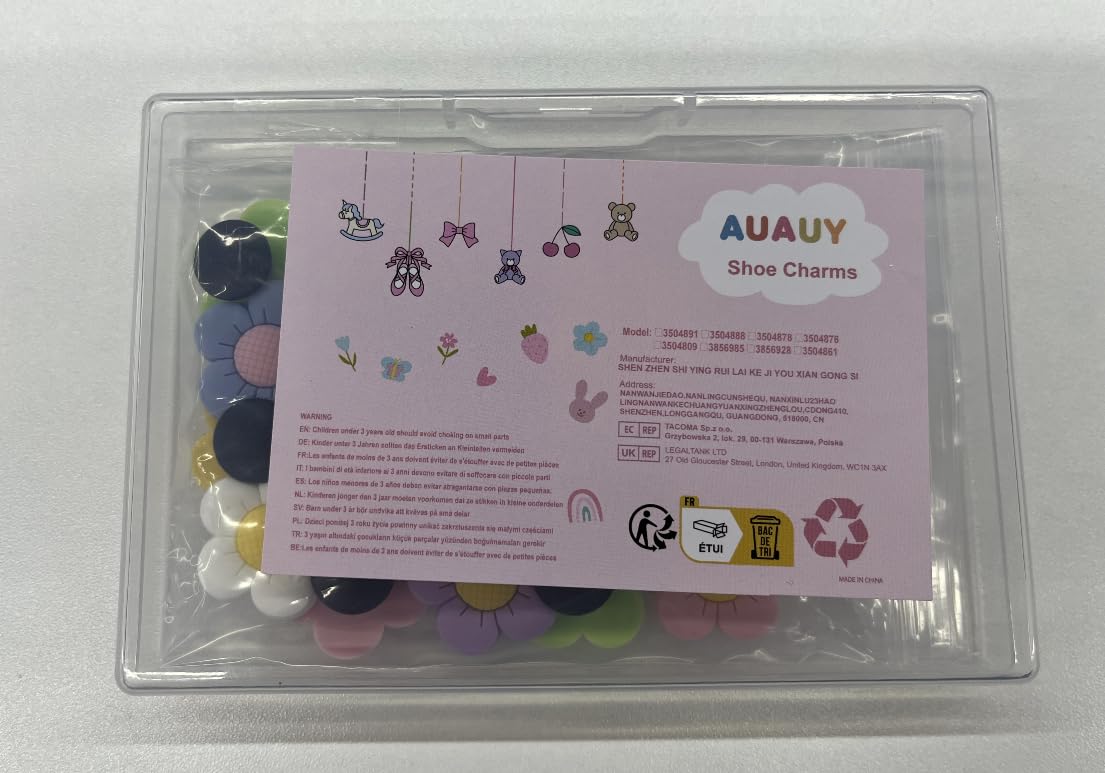 AUAUY
Shoe Charms
Model: □3504891 □3504888 □3504878 □3504876
□3504809 □3856985 □3856928 □3504861
Manufacturer:
SHEN ZHEN SHI YING RUI LAI KE JI YOU XIAN GONG SI
Address:
NANWANJIEDAO,NANLINGCUNSHEQU, NANXINLU23HAO
LINGNANWANKECHUANGYUANXINGZHENGLOU,CDONG410,
SHENZHEN,LONGGANGQU, GUANGDONG, 518000, CN
EC REP
TACOMA Sp.z o.o.
Grzybowska 2, lok. 29, 00-131 Warszawa, Polska
UK REP
LEGALTANK LTD
27 Old Gloucester Street, London, United Kingdom, WC1N 3AX
WARNING
EN: Children under 3 years old should avoid choking on small parts
DE: Kinder unter 3 Jahren sollten das Ersticken an Kleinteilen vermeiden
FR:Les enfants de moins de 3 ans doivent éviter de s'étouffer avec de petites pièces
IT: I bambini di età inferiore ai 3 anni devono evitare di soffocare con piccole parti
ES: Los niños menores de 3 años deben evitar atragantarse con piezas pequeñas.
NL: Kinderen jonger dan 3 jaar moeten voorkomen dat ze stikken in kleine onderdelen
SV: Barn under 3 år bör undvika att kvävas på små delar
PL: Dzieci poniżej 3 roku życia powinny unikać zakrztuszenia się małymi częściami
TR: 3 yaşın altındaki çocukların küçük parçalar yüzünden boğulmamaları gerekir
BE:Les enfants de moins de 3 ans doivent éviter de s'étouffer avec de petites pièces
FR
ÉTUI
BAC
DE
TRI
MADE IN CHINA